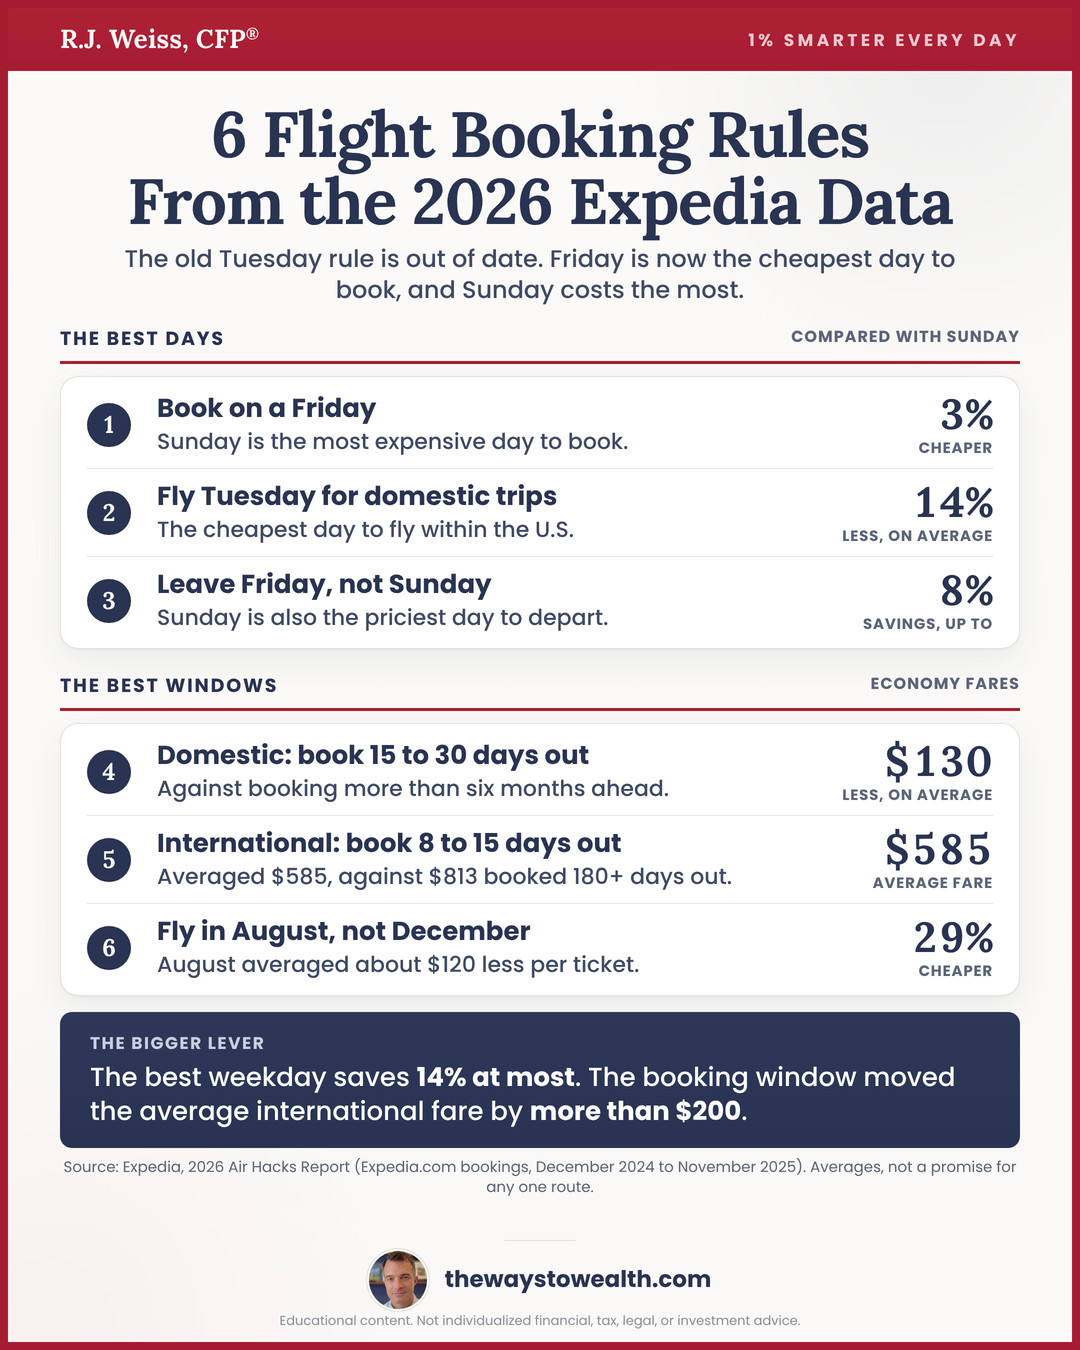 R.J. Weiss, CFP®
1% SMARTER EVERY DAY
6 Flight Booking Rules
From the 2026 Expedia Data
The old Tuesday rule is out of date. Friday is now the cheapest day to
book, and Sunday costs the most.
THE BEST DAYS
COMPARED WITH SUNDAY
1
Book on a Friday
Sunday is the most expensive day to book.
3%
CHEAPER
2
Fly Tuesday for domestic trips
The cheapest day to fly within the U.S.
14%
LESS, ON AVERAGE
3
Leave Friday, not Sunday
Sunday is also the priciest day to depart.
8%
SAVINGS, UP TO
THE BEST WINDOWS
ECONOMY FARES
4
Domestic: book 15 to 30 days out
Against booking more than six months ahead.
$130
LESS, ON AVERAGE
5
International: book 8 to 15 days out
Averaged $585, against $813 booked 180+ days out.
$585
AVERAGE FARE
6
Fly in August, not December
August averaged about $120 less per ticket.
29%
CHEAPER
THE BIGGER LEVER
The best weekday saves 14% at most. The booking window moved
the average international fare by more than $200.
Source: Expedia, 2026 Air Hacks Report (Expedia.com bookings, December 2024 to November 2025). Averages, not a promise for
any one route.
thewaystowealth.com
Educational content. Not individualized financial, tax, legal, or investment advice.